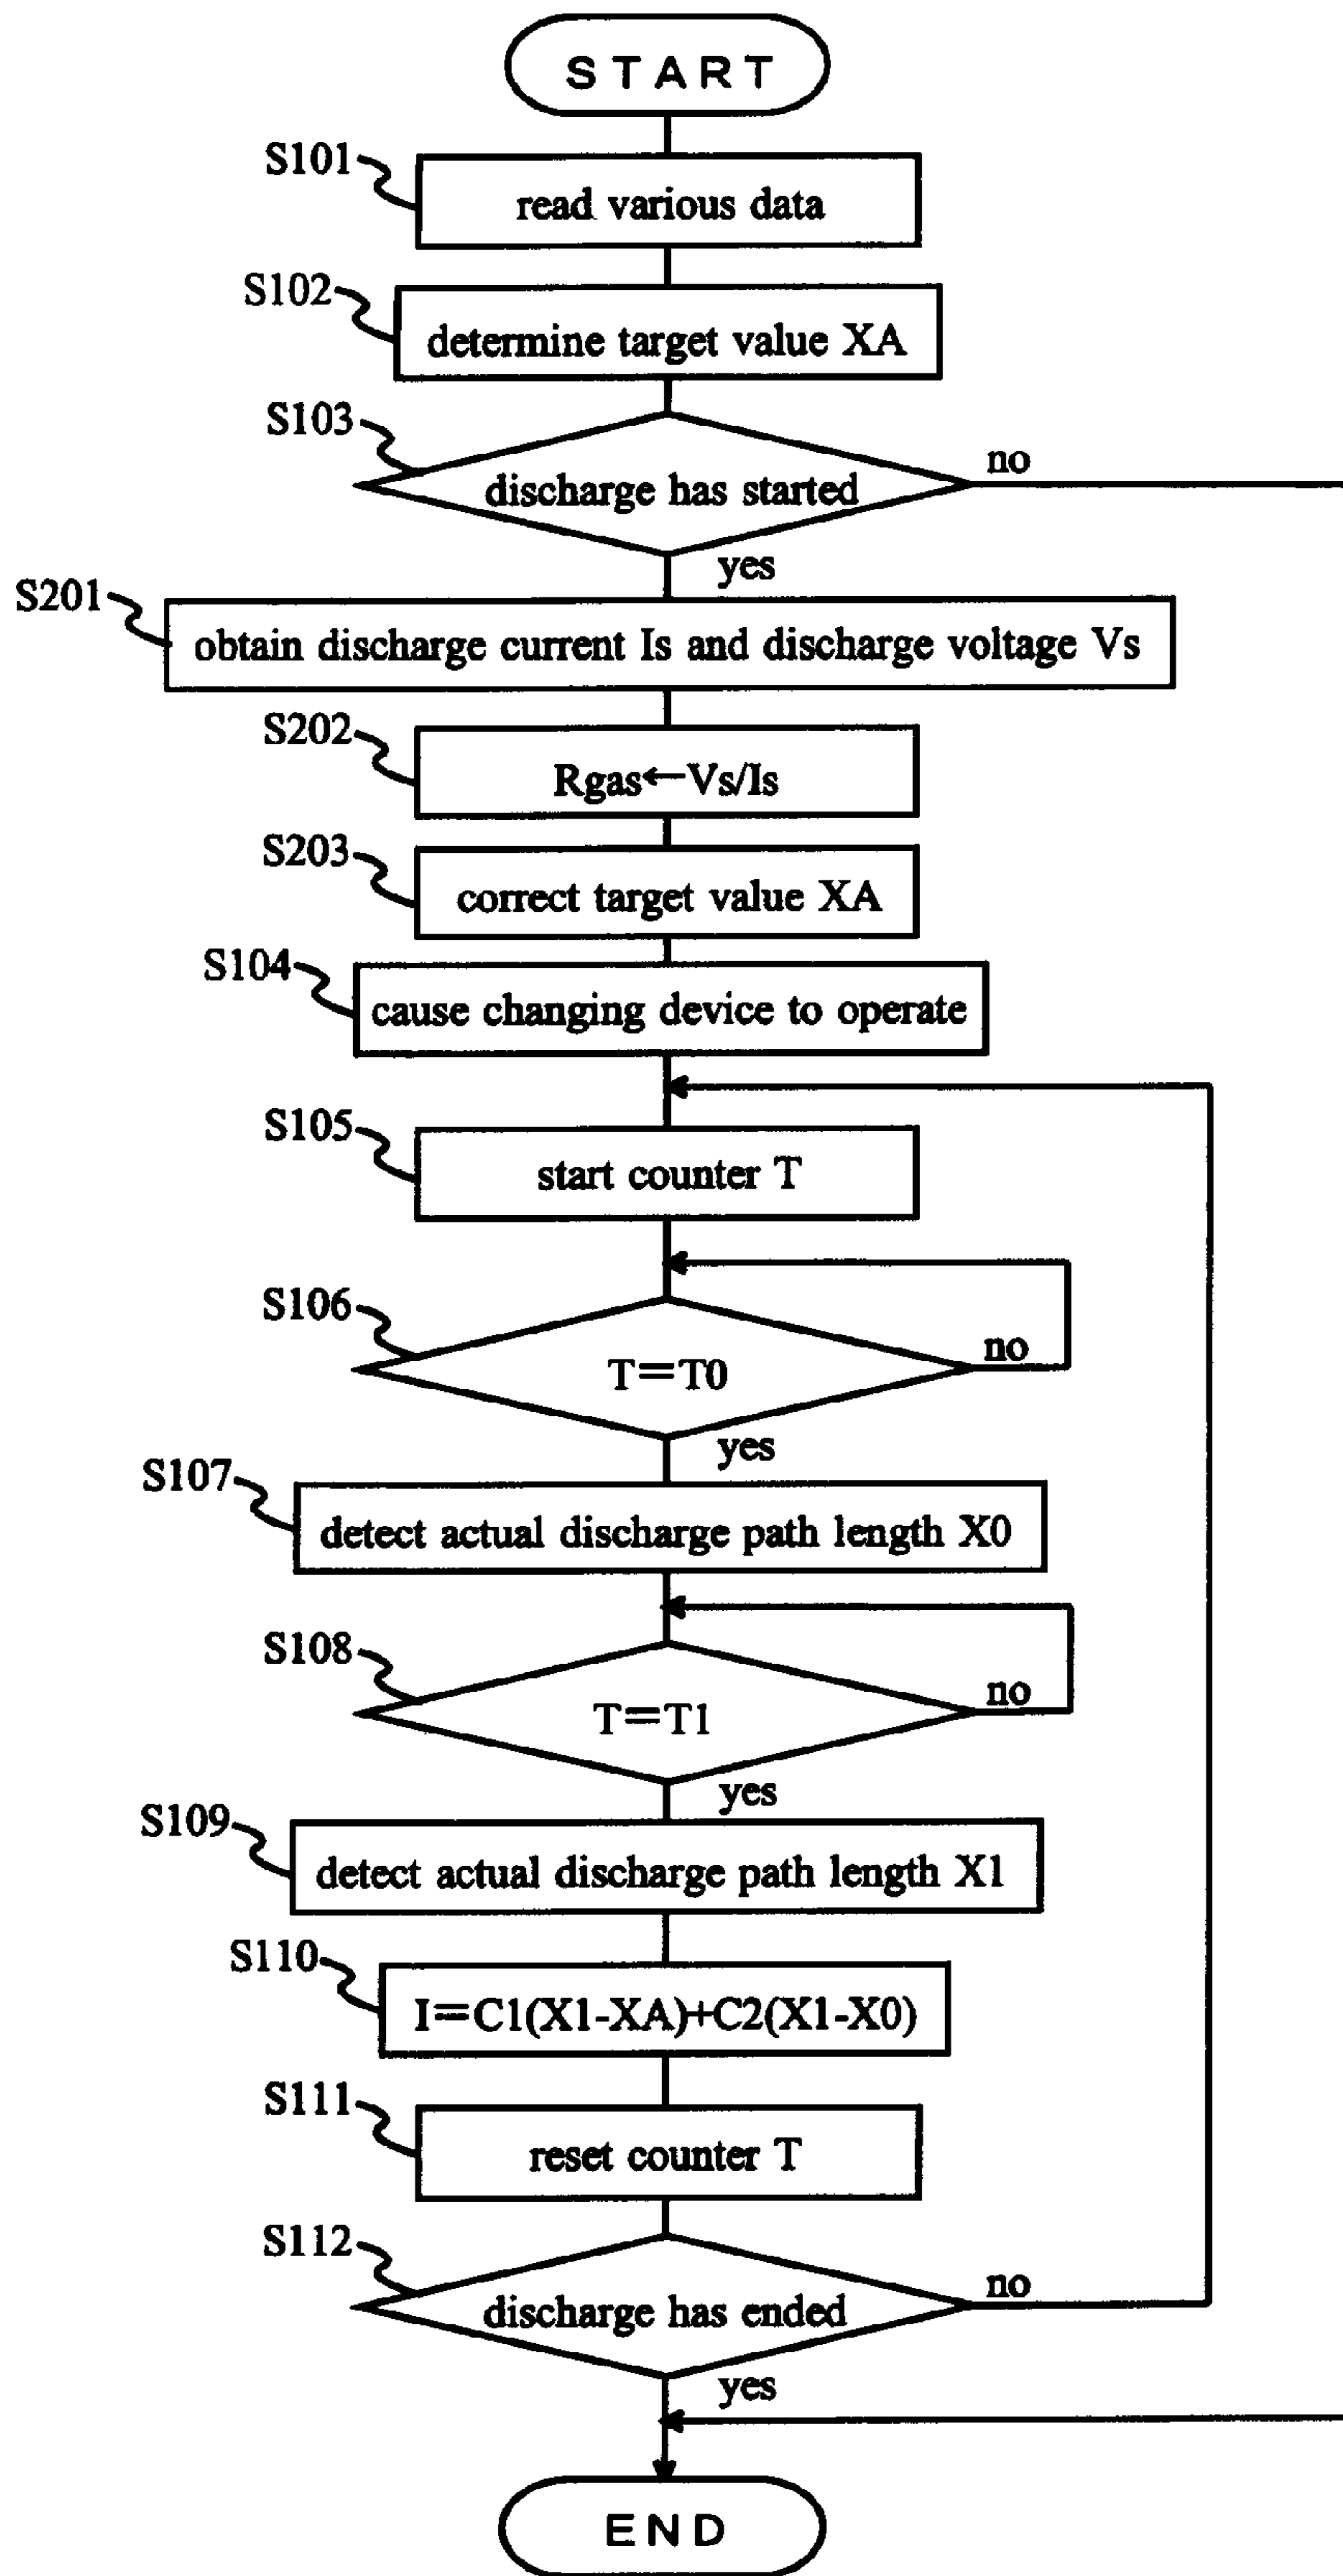 START
S101
read various data
S102
determine target value XA
S103
discharge has started
no
yes
S201
obtain discharge current Is and discharge voltage Vs
S202
Rgas←Vs/Is
S203
correct target value XA
S104
cause changing device to operate
S105
start counter T
S106
T=T0
no
yes
S107
detect actual discharge path length X0
S108
T=T1
no
yes
S109
detect actual discharge path length X1
S110
I=C1(X1-XA)+C2(X1-X0)
S111
reset counter T
S112
discharge has ended
no
yes
END